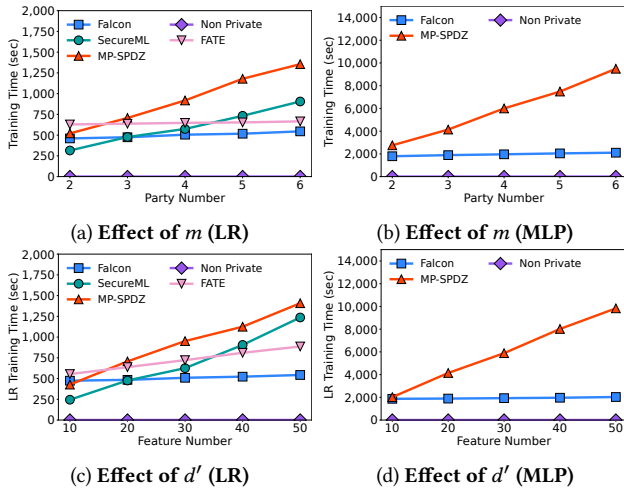 Falcon
SecureML
MP-SPDZ
Non Private
FATE
Training Time (sec)
2,000
1,750
1,500
1,250
1,000
750
500
250
0
2 3 4 5 6
Party Number
(a) Effect of m (LR)
Falcon
MP-SPDZ
Non Private
Training Time (sec)
14,000
12,000
10,000
8,000
6,000
4,000
2,000
0
2 3 4 5 6
Party Number
(b) Effect of m (MLP)
Falcon
SecureML
MP-SPDZ
Non Private
FATE
LR Training Time (sec)
2,000
1,750
1,500
1,250
1,000
750
500
250
0
10 20 30 40 50
Feature Number
(c) Effect of d′ (LR)
Falcon
MP-SPDZ
Non Private
LR Training Time (sec)
14,000
12,000
10,000
8,000
6,000
4,000
2,000
0
10 20 30 40 50
Feature Number
(d) Effect of d′ (MLP)